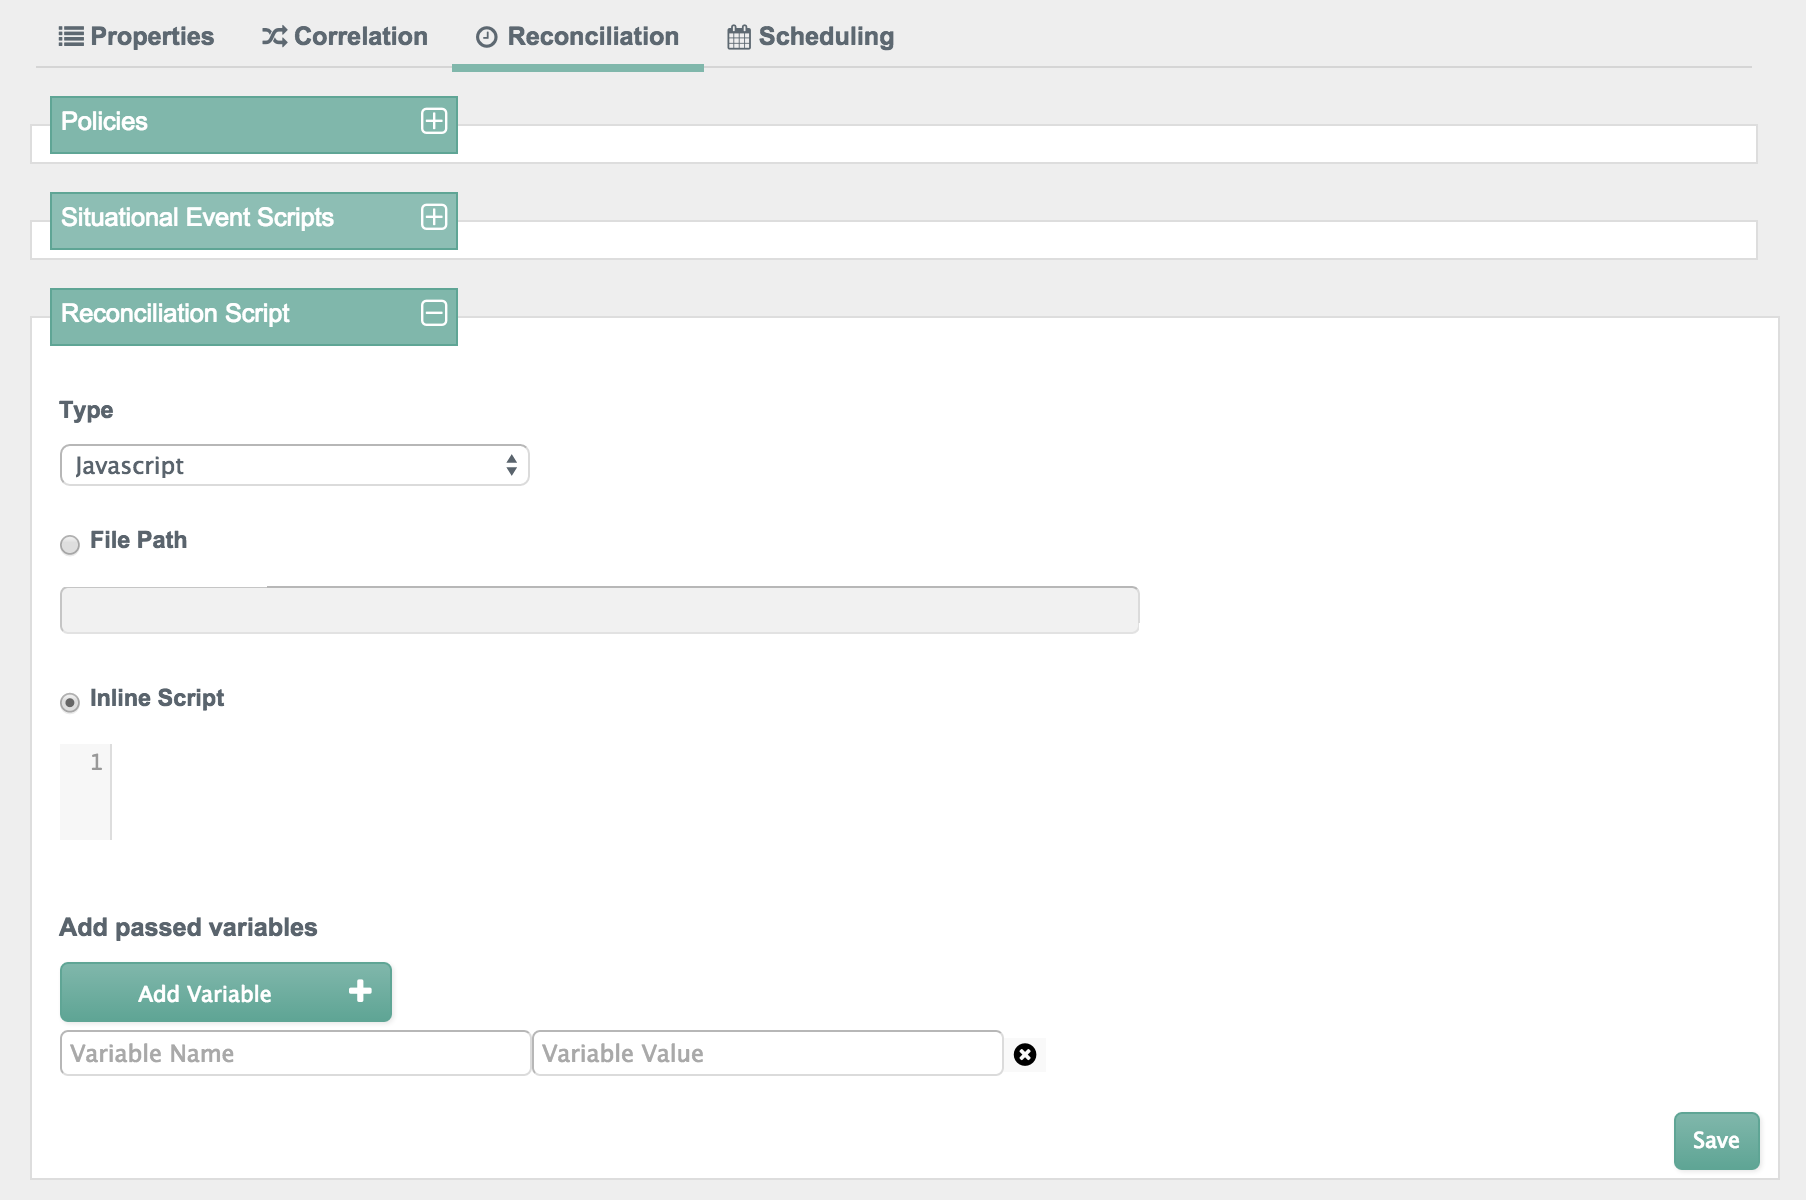 Properties Correlation Reconciliation Scheduling
Policies
Situational Event Scripts
Reconciliation Script
Type
Javascript
File Path
Inline Script
1
Add passed variables
Add Variable
Variable Name Variable Value
Save